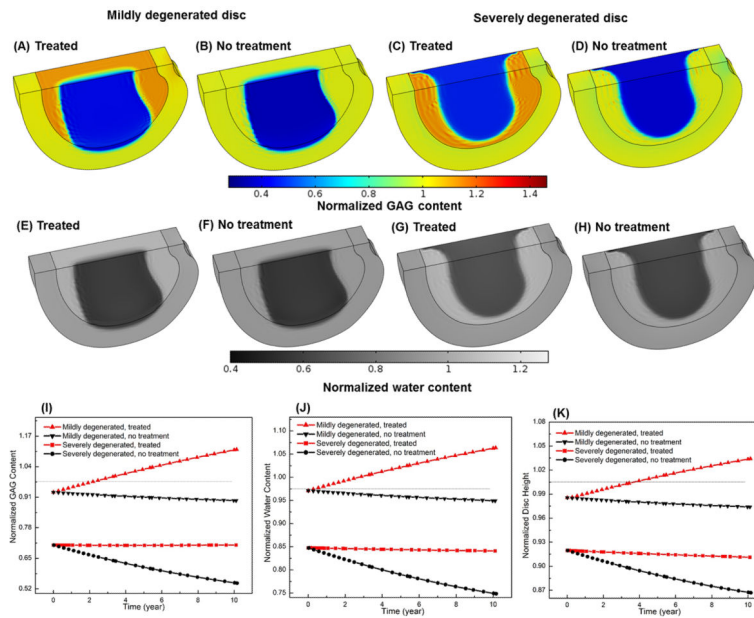 Mildly degenerated disc
Severely degenerated disc
(A) Treated
(B) No treatment
(C) Treated
(D) No treatment
0.4 0.6 0.8 1 1.2 1.4
Normalized GAG content
(E) Treated
(F) No treatment
(G) Treated
(H) No treatment
0.4 0.6 0.8 1 1.2
Normalized water content
(I)
Mildly degenerated, treated
Mildly degenerated, no treatment
Severely degenerated, treated
Severely degenerated, no treatment
Normalized GAG Content
1.17
1.04
0.91
0.78
0.65
0.52
0 2 4 6 8 10
Time (year)
(J)
Mildly degenerated, treated
Mildly degenerated, no treatment
Severely degenerated, treated
Severely degenerated, no treatment
Normalized Water Content
1.10
1.05
1.00
0.95
0.90
0.85
0.80
0.75
0 2 4 6 8 10
Time (year)
(K)
Mildly degenerated, treated
Mildly degenerated, no treatment
Severely degenerated, treated
Severely degenerated, no treatment
Normalized Disc Height
1.08
1.05
1.02
0.99
0.96
0.93
0.90
0.87
0 2 4 6 8 10
Time (year)